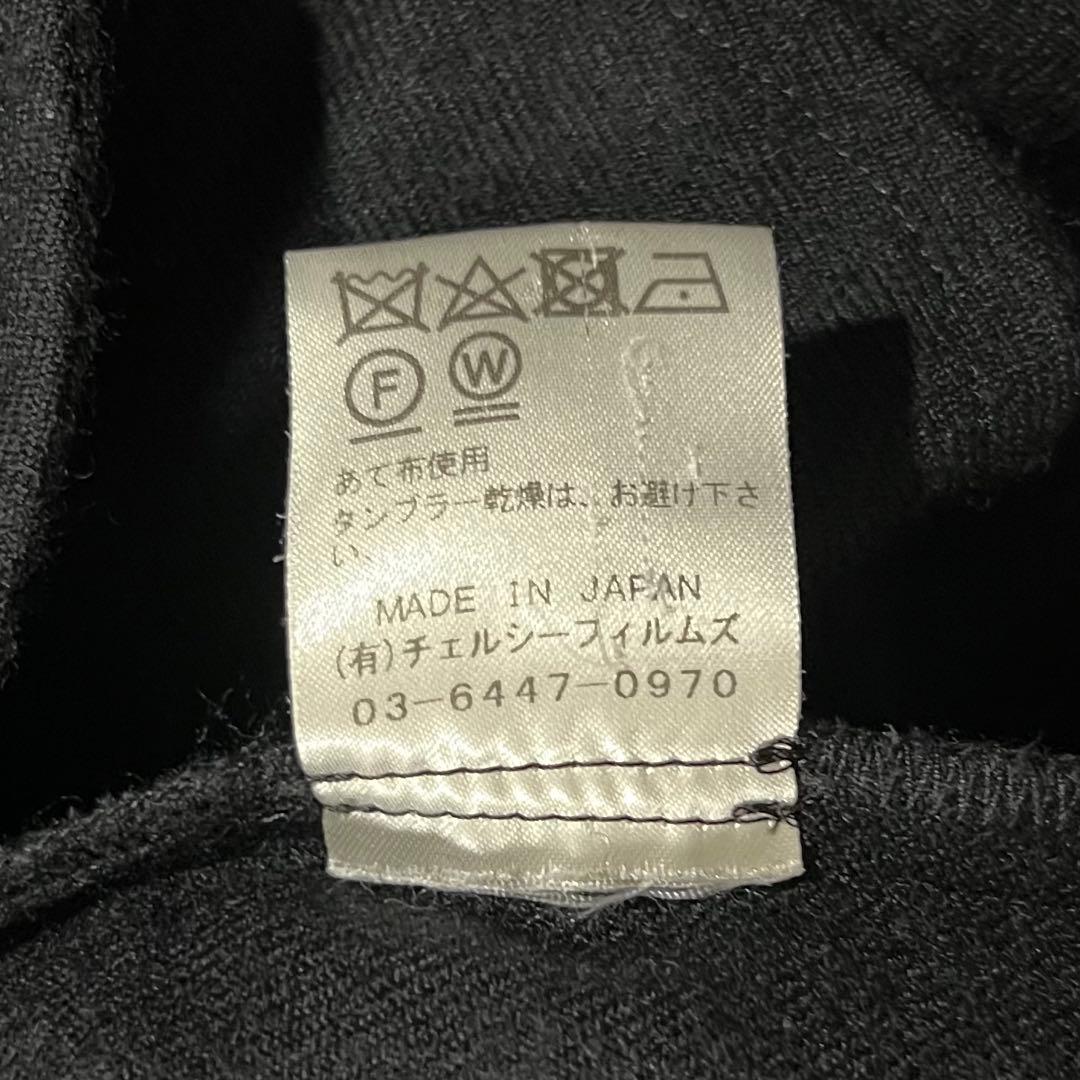 F W
あて布使用
タンブラー乾燥は、お避け下さ
い。
MADE IN JAPAN
(有)チェルシーフィルムズ
03-6447-0970